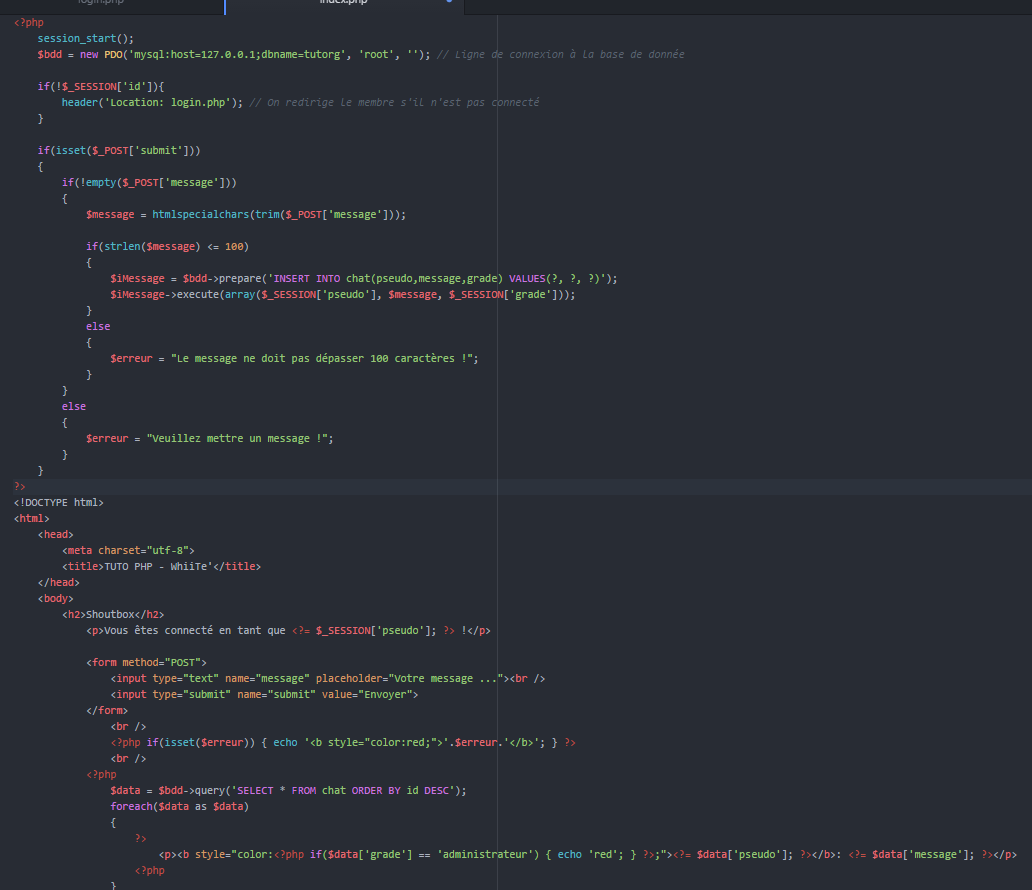 login.php
index.php
<?php
session_start();
$bdd = new PDO('mysql:host=127.0.0.1;dbname=tutorg', 'root', ''); // Ligne de connexion à la base de donnée
if(!$_SESSION['id']){
header('Location: login.php'); // On redirige le membre s'il n'est pas connecté
}
if(isset($_POST['submit']))
{
if(!empty($_POST['message']))
{
$message = htmlspecialchars(trim($_POST['message']));
if(strlen($message) <= 100)
{
$iMessage = $bdd->prepare('INSERT INTO chat(pseudo,message,grade) VALUES(?, ?, ?)');
$iMessage->execute(array($_SESSION['pseudo'], $message, $_SESSION['grade']));
}
else
{
$erreur = "Le message ne doit pas dépasser 100 caractères !";
}
}
else
{
$erreur = "Veuillez mettre un message !";
}
}
?>
<!DOCTYPE html>
<html>
<head>
<meta charset="utf-8">
<title>TUTO PHP - WhiiTe'</title>
</head>
<body>
<h2>Shoutbox</h2>
<p>Vous êtes connecté en tant que <?= $_SESSION['pseudo']; ?> !</p>
<form method="POST">
<input type="text" name="message" placeholder="Votre message ..."><br />
<input type="submit" name="submit" value="Envoyer">
</form>
<br />
<?php if(isset($erreur)) { echo '<b style="color:red;">'.$erreur.'</b>'; } ?>
<br />
<?php
$data = $bdd->query('SELECT * FROM chat ORDER BY id DESC');
foreach($data as $data)
{
?>
<p><b style="color:<?php if($data['grade'] == 'administrateur') { echo 'red'; } ?>;"><?= $data['pseudo']; ?></b>: <?= $data['message']; ?></p>
<?php
}